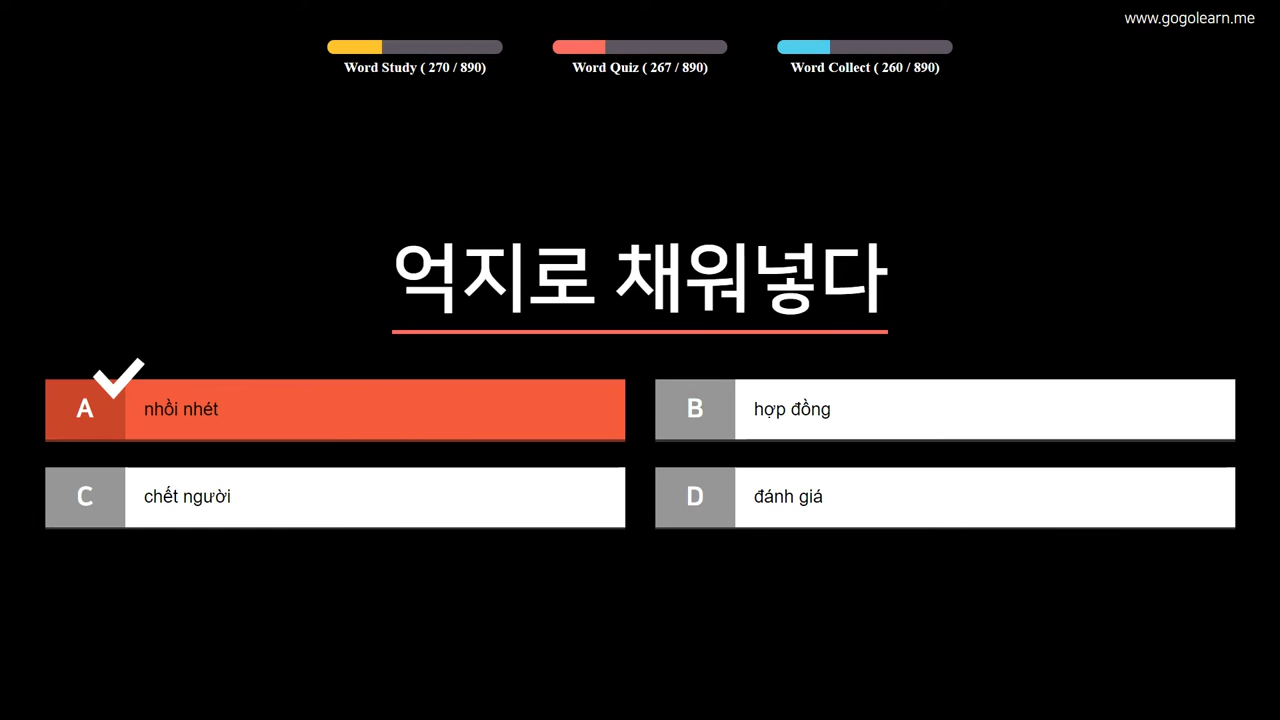 www.gogolearn.me
Word Study ( 270 / 890)
Word Quiz ( 267 / 890)
Word Collect ( 260 / 890)
억지로 채워넣다
A nhồi nhét
B hợp đồng
C chết người
D đánh giá